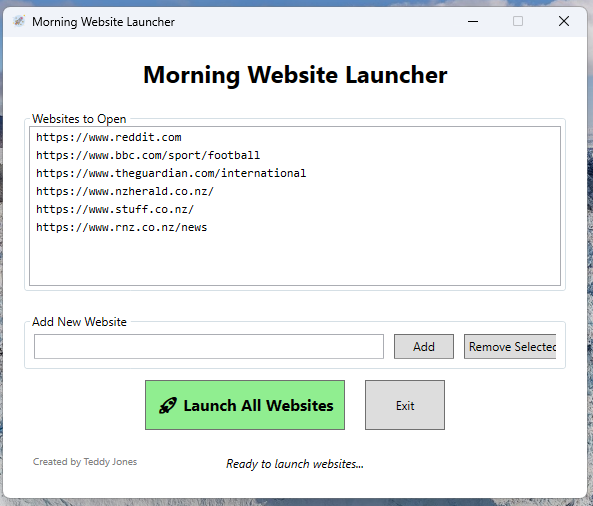 Morning Website Launcher
Morning Website Launcher
Websites to Open
https://www.reddit.com
https://www.bbc.com/sport/football
https://www.theguardian.com/international
https://www.nzherald.co.nz/
https://www.stuff.co.nz/
https://www.rnz.co.nz/news
Add New Website
Add
Remove Selected
Launch All Websites
Exit
Created by Teddy Jones
Ready to launch websites...